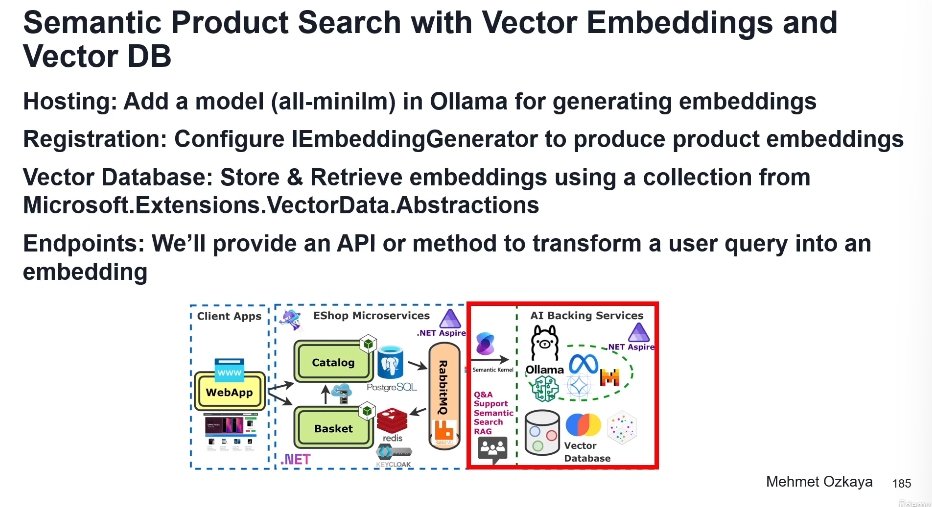 Semantic Product Search with Vector Embeddings and
Vector DB
Hosting: Add a model (all-minilm) in Ollama for generating embeddings
Registration: Configure IEmbeddingGenerator to produce product embeddings
Vector Database: Store & Retrieve embeddings using a collection from
Microsoft.Extensions.VectorData.Abstractions
Endpoints: We’ll provide an API or method to transform a user query into an
embedding
Client Apps
WWW
WebApp
EShop Microservices
.NET Aspire
Catalog
PostgreSQL
Basket
redis
KEYCLOAK
.NET
RabbitMQ
Semantic Kernel
Q&A
Support
Semantic
Search
RAG
AI Backing Services
.NET Aspire
Ollama
Vector
Database
Mehmet Ozkaya
185